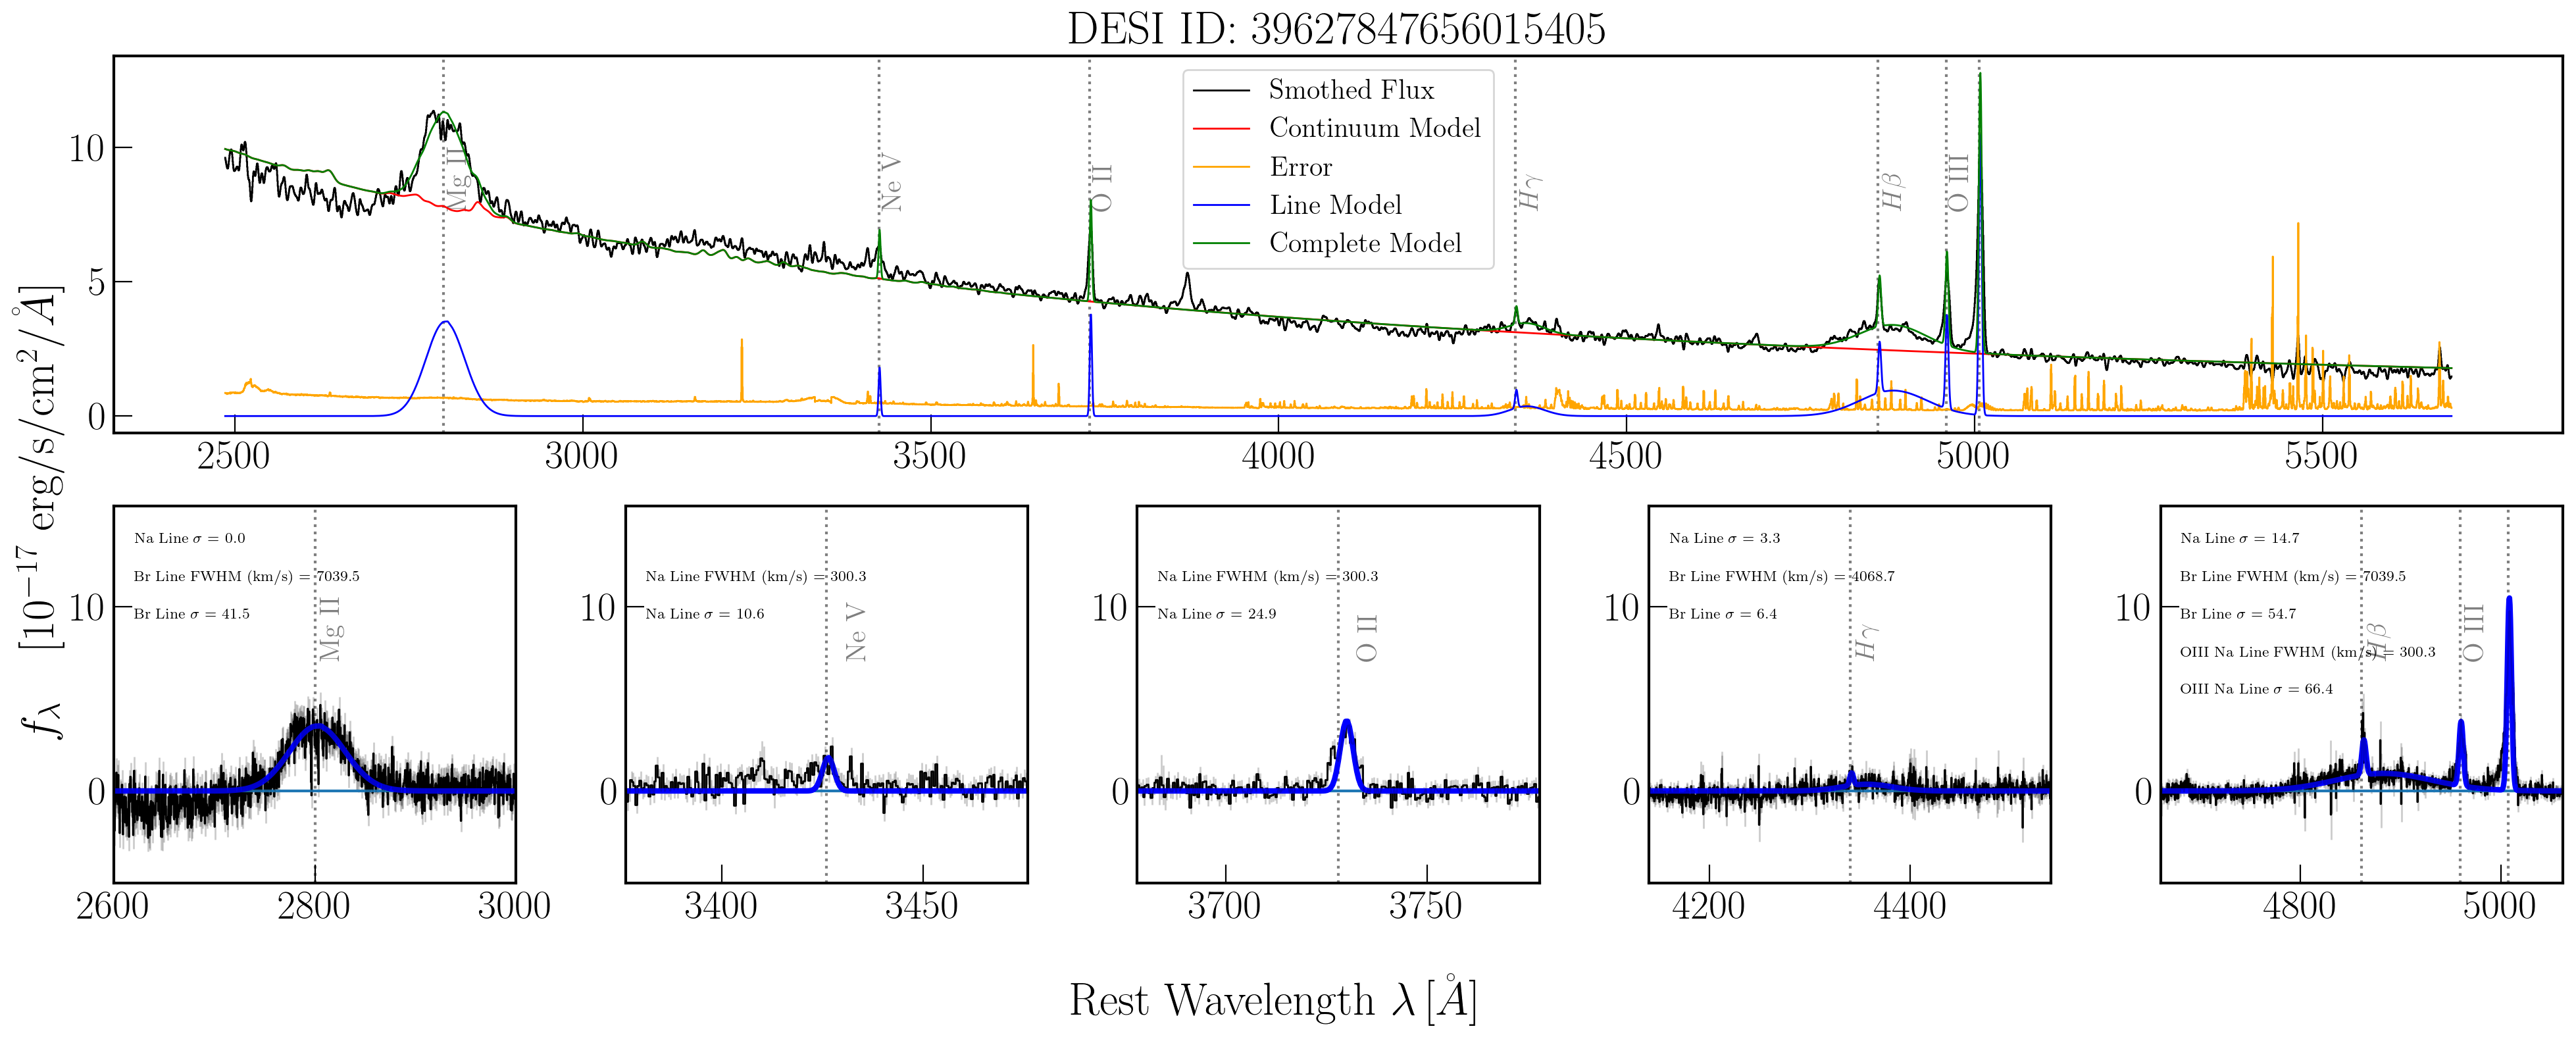 DESI ID: 39627847656015405
Smothed Flux
Continuum Model
Error
Line Model
Complete Model
Mg II
Ne V
O II
Hγ
Hβ
O III
10
5
0
2500 3000 3500 4000 4500 5000 5500
f_λ [10^{-17} erg/s/cm^2/Å]
Na Line σ = 0.0
Br Line FWHM (km/s) = 7039.5
Br Line σ = 41.5
Mg II
10
0
2600 2800 3000
Na Line FWHM (km/s) = 300.3
Na Line σ = 10.6
Ne V
10
0
3400 3450
Na Line FWHM (km/s) = 300.3
Na Line σ = 24.9
O II
10
0
3700 3750
Na Line σ = 3.3
Br Line FWHM (km/s) = 4068.7
Br Line σ = 6.4
Hγ
10
0
4200 4400
Na Line σ = 14.7
Br Line FWHM (km/s) = 7039.5
Br Line σ = 54.7
OIII Na Line FWHM (km/s) = 300.3
OIII Na Line σ = 66.4
Hβ
O III
10
0
4800 5000
Rest Wavelength λ [Å]